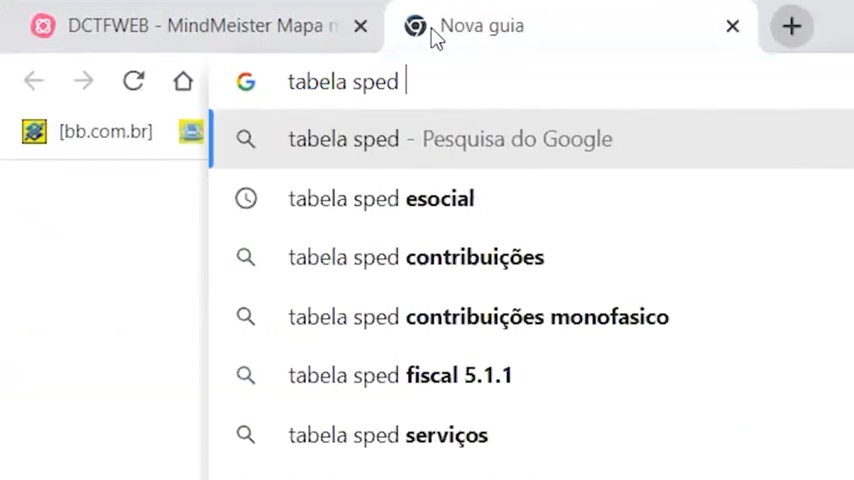 DCTFWEB - MindMeister Mapa
Nova guia
tabela sped
[bb.com.br]
tabela sped - Pesquisa do Google
tabela sped esocial
tabela sped contribuições
tabela sped contribuições monofasico
tabela sped fiscal 5.1.1
tabela sped serviços